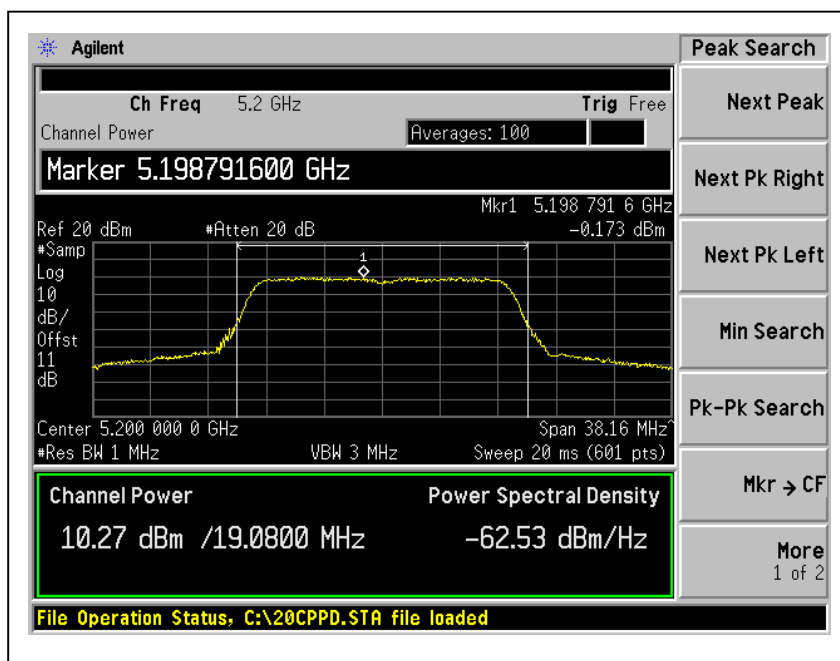 Agilent
Peak Search
Ch Freq 5.2 GHz Trig Free
Channel Power Averages: 100
Marker 5.198791600 GHz
Mkr1 5.198 791 6 GHz
Ref 20 dBm #Atten 20 dB -0.173 dBm
#Samp
Log
10
dB/
Offst
11
dB
1
Center 5.200 000 0 GHz Span 38.16 MHz^
#Res BW 1 MHz VBW 3 MHz Sweep 20 ms (601 pts)
Channel Power Power Spectral Density
10.27 dBm /19.0800 MHz -62.53 dBm/Hz
File Operation Status, C:\20CPPD.STA file loaded
Next Peak
Next Pk Right
Next Pk Left
Min Search
Pk-Pk Search
Mkr → CF
More
1 of 2